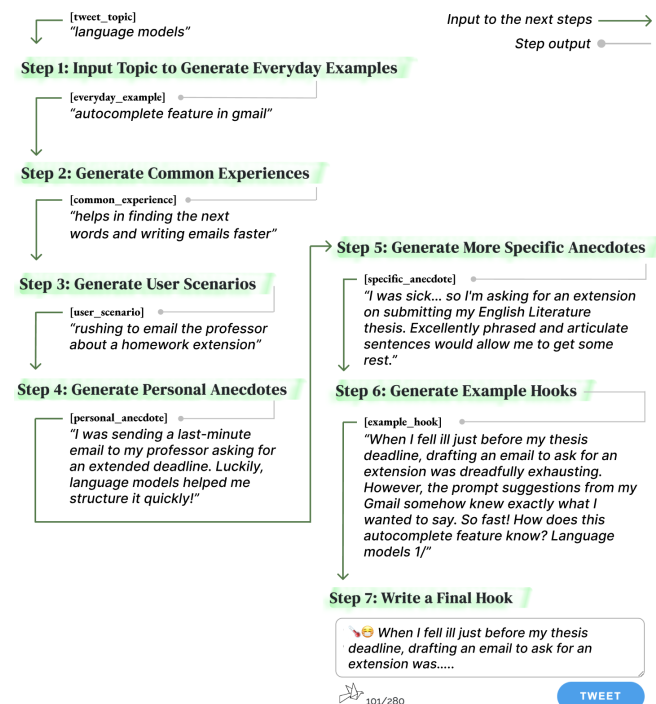 [tweet_topic]
“language models”
Input to the next steps
Step output
Step 1: Input Topic to Generate Everyday Examples
[everyday_example]
“autocomplete feature in gmail”
Step 2: Generate Common Experiences
[common_experience]
“helps in finding the next
words and writing emails faster”
Step 3: Generate User Scenarios
[user_scenario]
“rushing to email the professor
about a homework extension”
Step 4: Generate Personal Anecdotes
[personal_anecdote]
“I was sending a last-minute
email to my professor asking for
an extended deadline. Luckily,
language models helped me
structure it quickly!”
Step 5: Generate More Specific Anecdotes
[specific_anecdote]
“I was sick... so I'm asking for an extension
on submitting my English Literature
thesis. Excellently phrased and articulate
sentences would allow me to get some
rest.”
Step 6: Generate Example Hooks
[example_hook]
“When I fell ill just before my thesis
deadline, drafting an email to ask for an
extension was dreadfully exhausting.
However, the prompt suggestions from my
Gmail somehow knew exactly what I
wanted to say. So fast! How does this
autocomplete feature know? Language
models 1/”
Step 7: Write a Final Hook
🌡️😷 When I fell ill just before my thesis
deadline, drafting an email to ask for an
extension was.....
101/280
TWEET